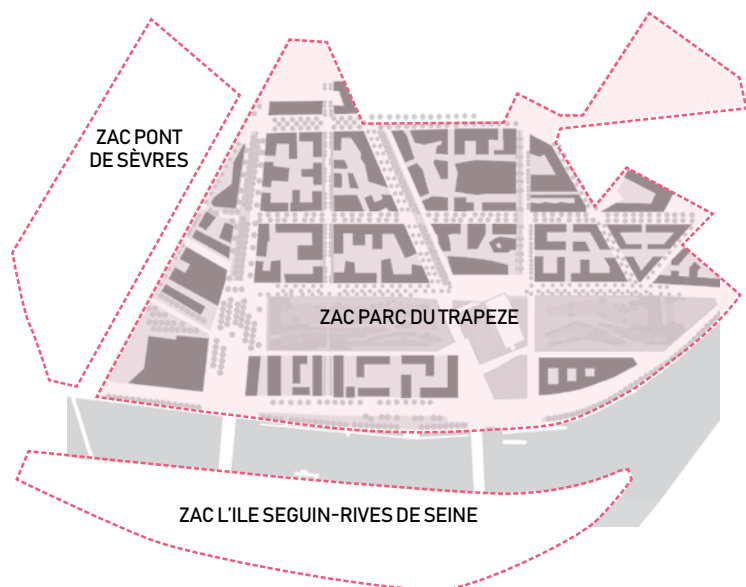 ZAC PONT
DE SÈVRES
ZAC PARC DU TRAPEZE
ZAC L'ILE SEGUIN-RIVES DE SEINE